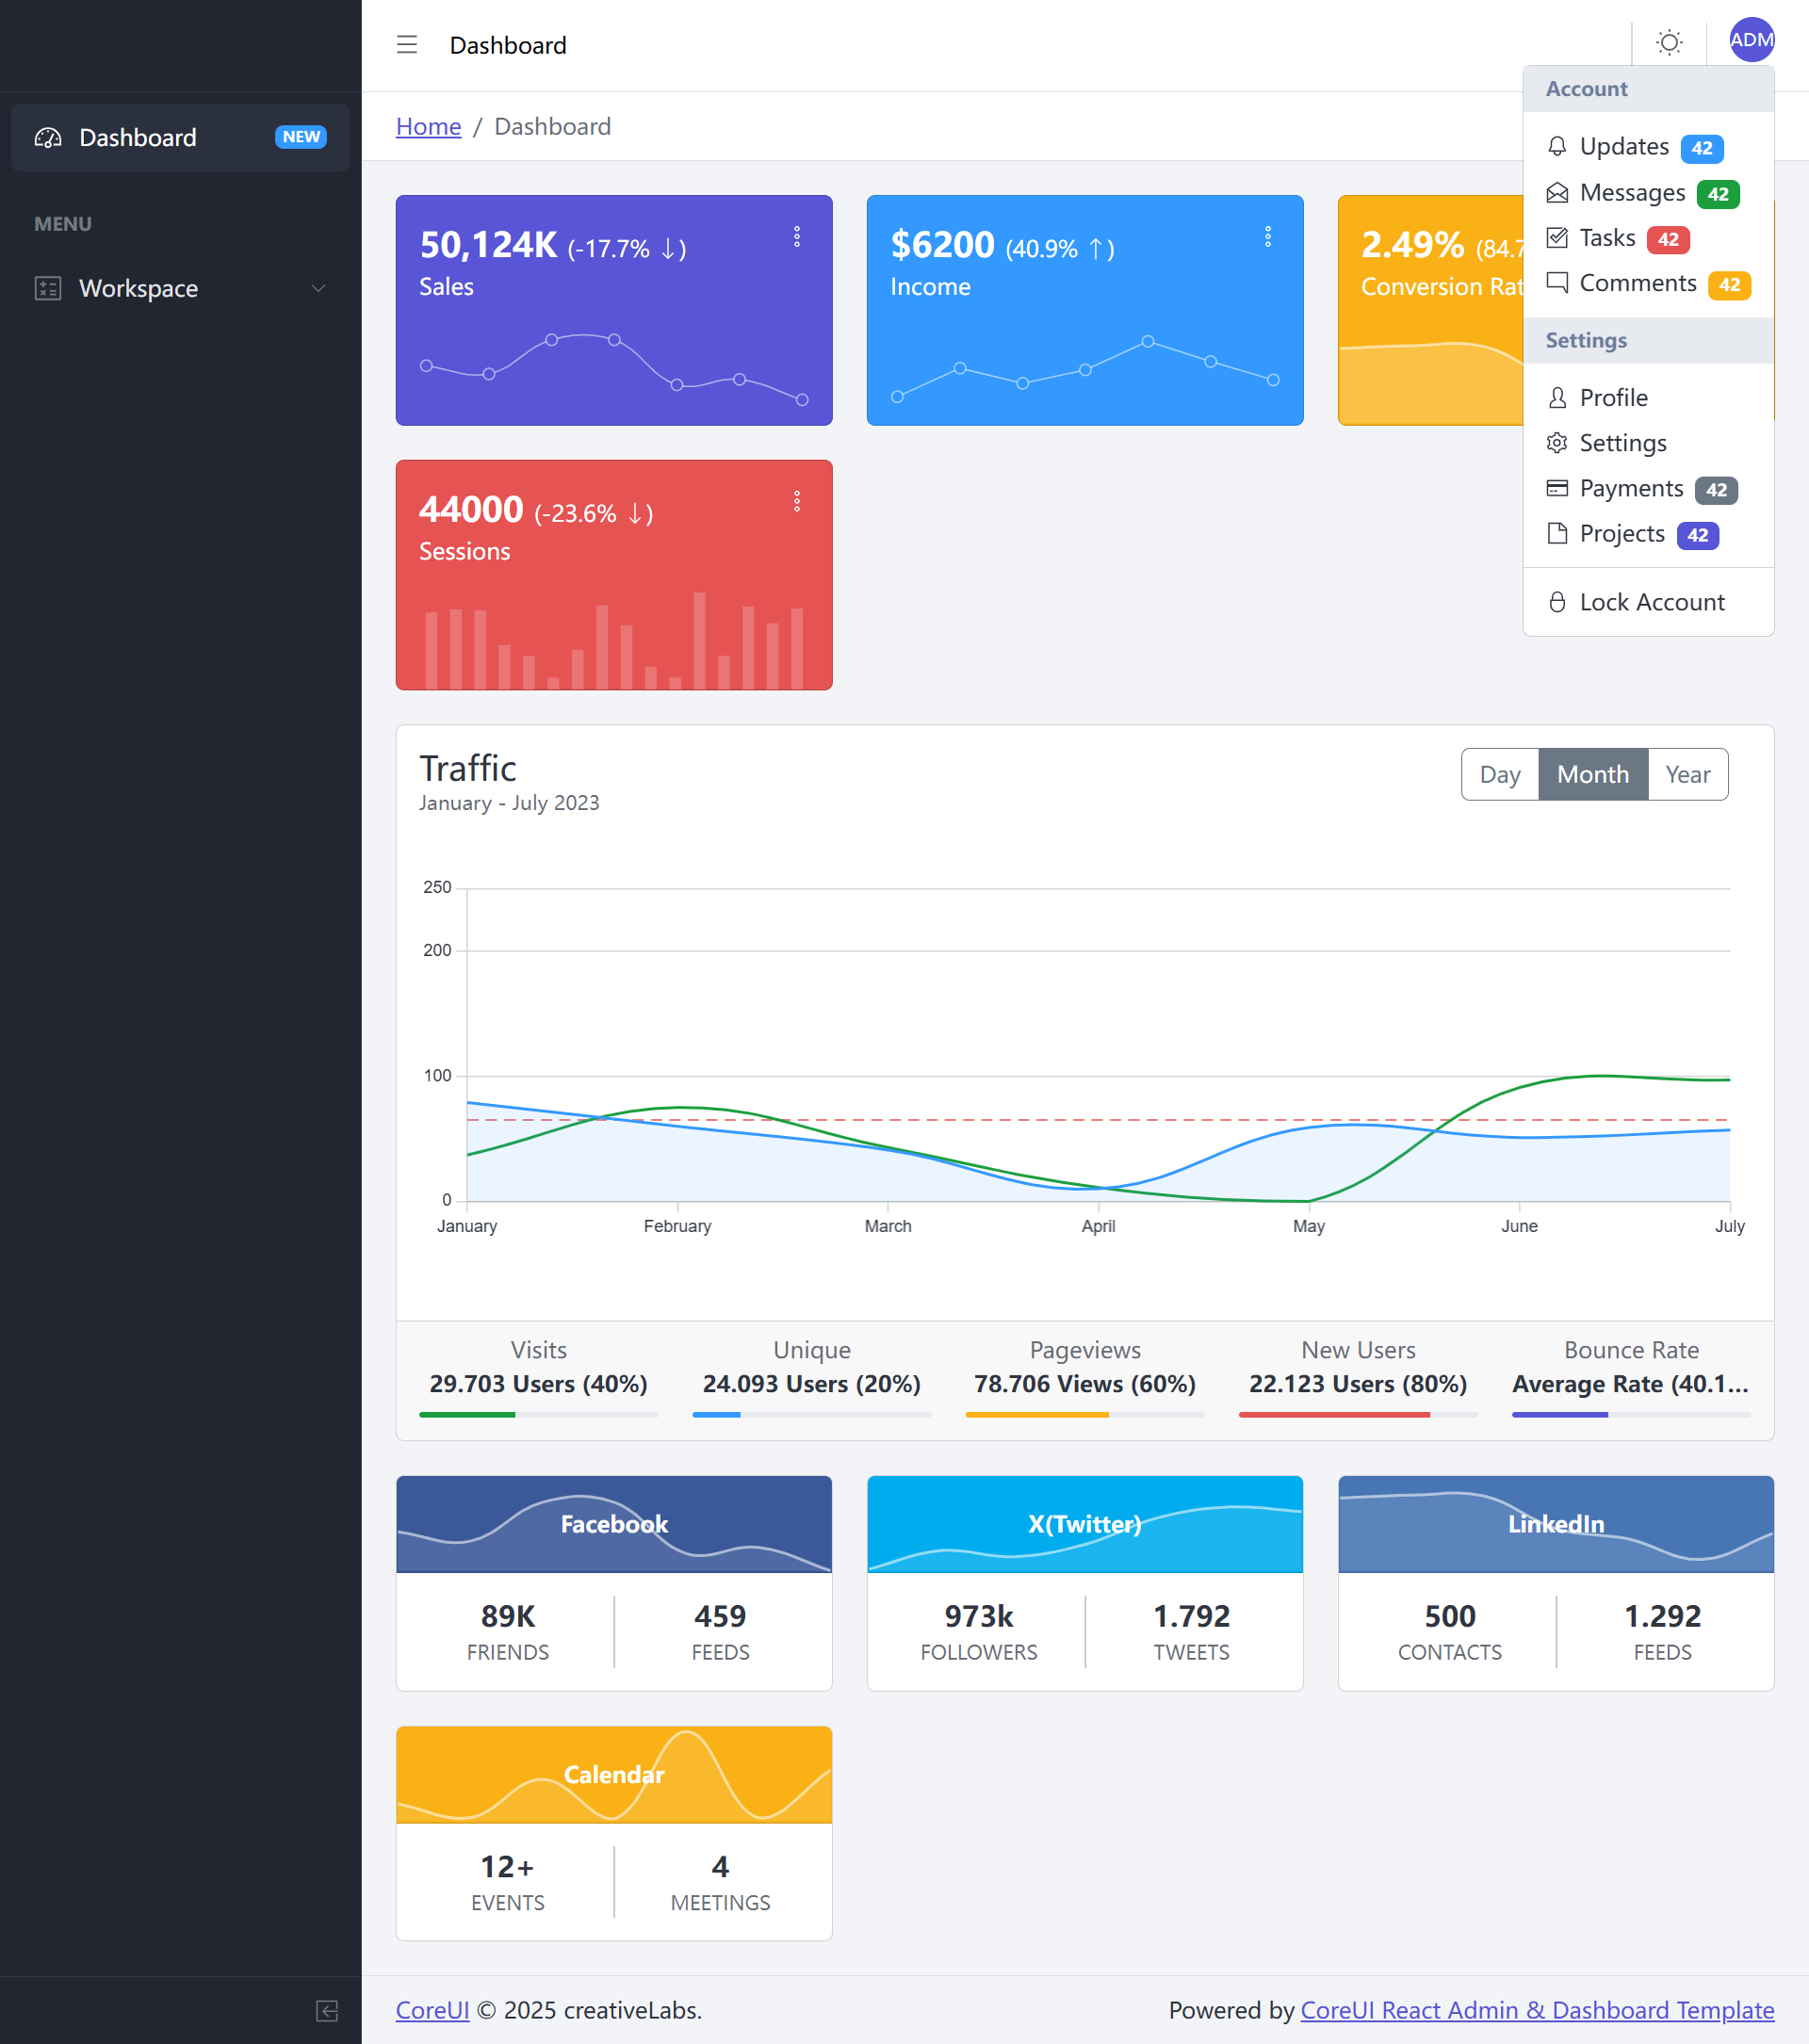 Dashboard
ADM
Dashboard NEW
MENU
Workspace
Home / Dashboard
Account
Updates 42
Messages 42
Tasks 42
Comments 42
Settings
Profile
Settings
Payments 42
Projects 42
Lock Account
50,124K (-17.7% ↓)
Sales
$6200 (40.9% ↑)
Income
2.49% (84.7
Conversion Rat
44000 (-23.6% ↓)
Sessions
Traffic
January - July 2023
Day Month Year
250
200
100
0
January February March April May June July
Visits
29.703 Users (40%)
Unique
24.093 Users (20%)
Pageviews
78.706 Views (60%)
New Users
22.123 Users (80%)
Bounce Rate
Average Rate (40.1...
Facebook
89K
FRIENDS
459
FEEDS
X(Twitter)
973k
FOLLOWERS
1.792
TWEETS
LinkedIn
500
CONTACTS
1.292
FEEDS
Calendar
12+
EVENTS
4
MEETINGS
CoreUI © 2025 creativeLabs.
Powered by CoreUI React Admin & Dashboard Template